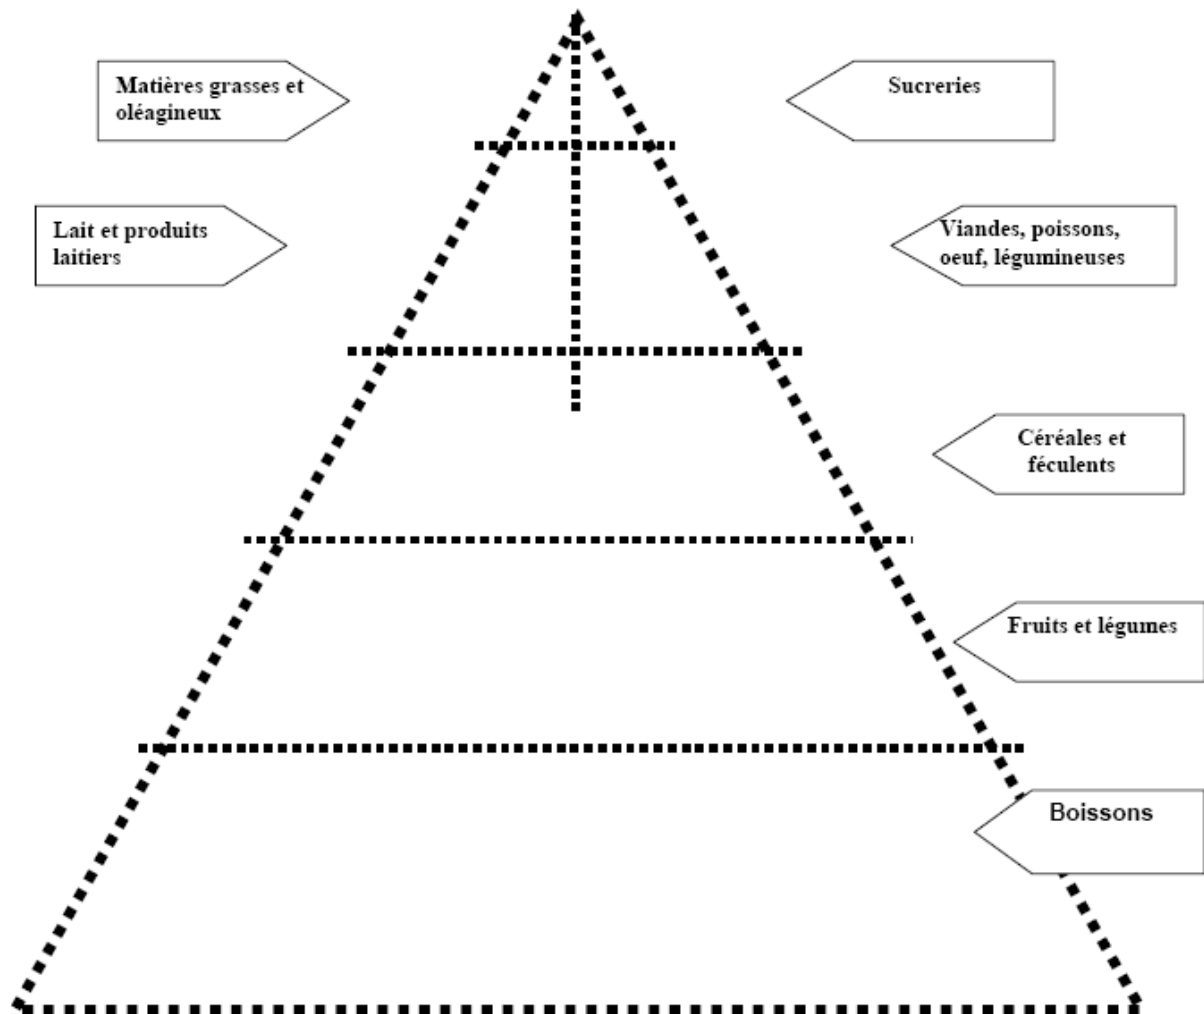 Matières grasses et
oléagineux
Sucreries
Lait et produits
laitiers
Viandes, poissons,
oeuf, légumineuses
Céréales et
féculents
Fruits et légumes
Boissons